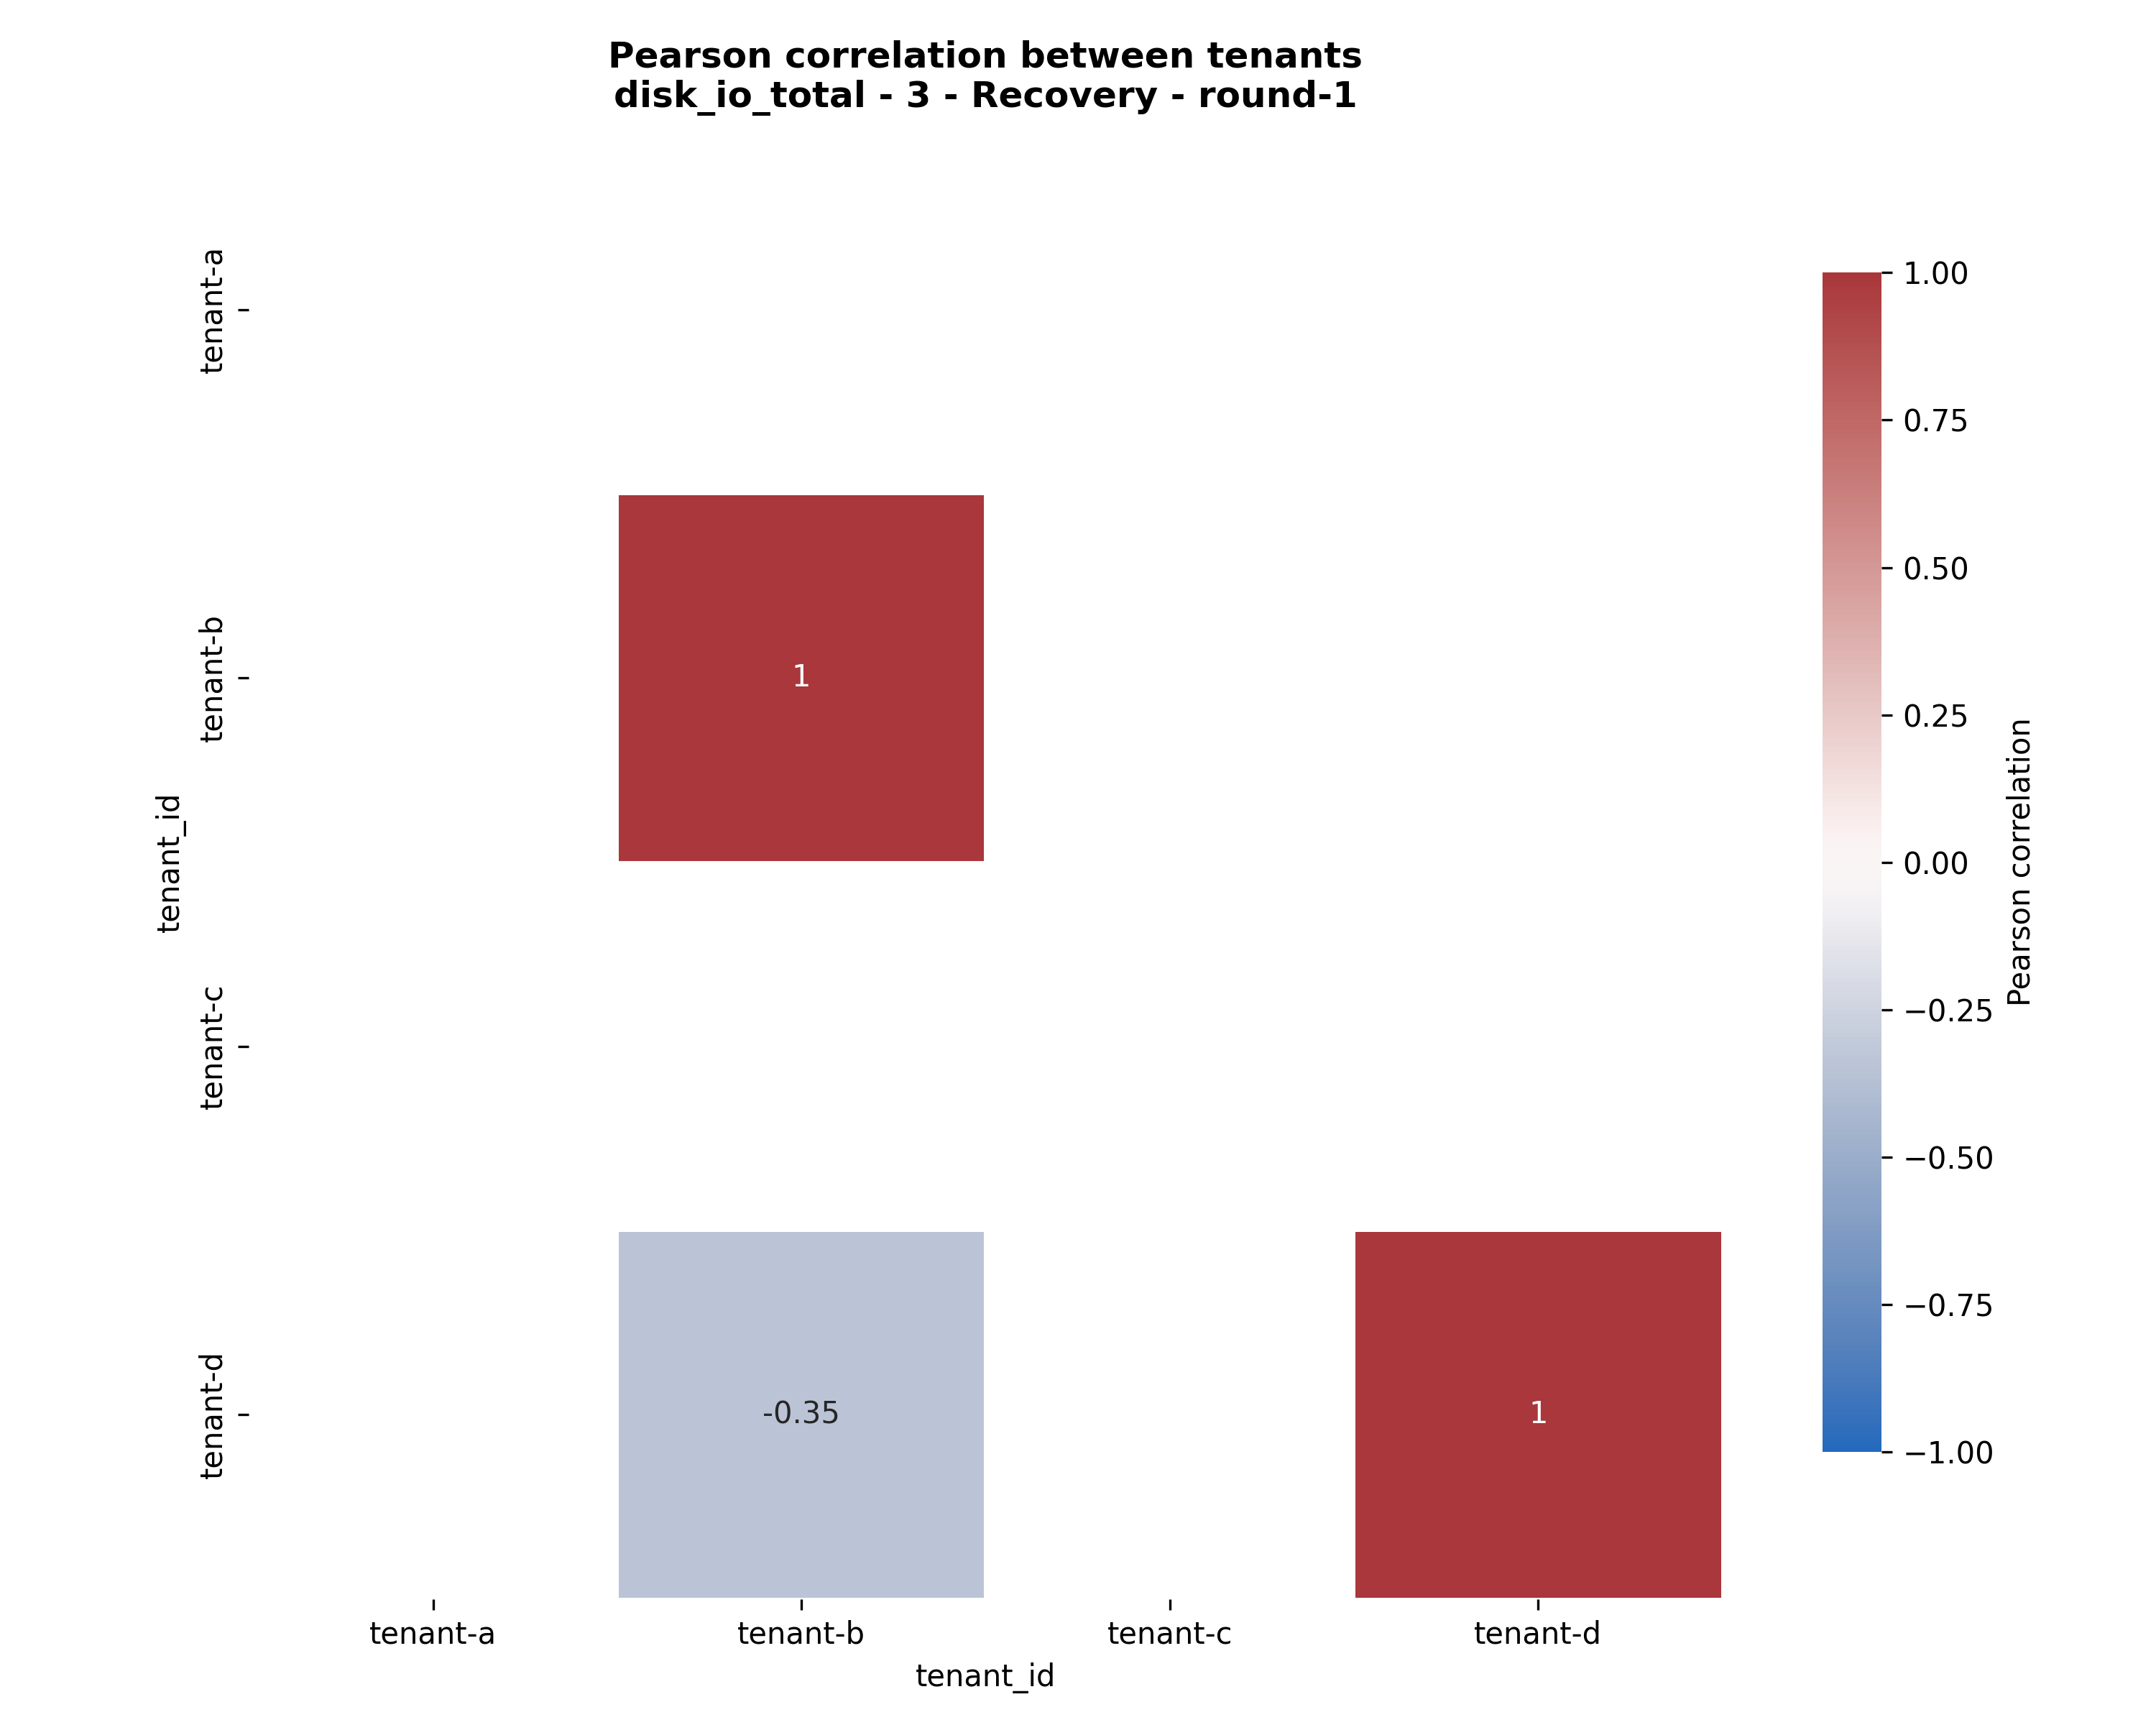 Pearson correlation between tenants
disk_io_total - 3 - Recovery - round-1
tenant_id
tenant-a
tenant-b
tenant-c
tenant-d
1
-0.35
1
tenant-a
tenant-b
tenant-c
tenant-d
tenant_id
1.00
0.75
0.50
0.25
0.00
−0.25
−0.50
−0.75
−1.00
Pearson correlation